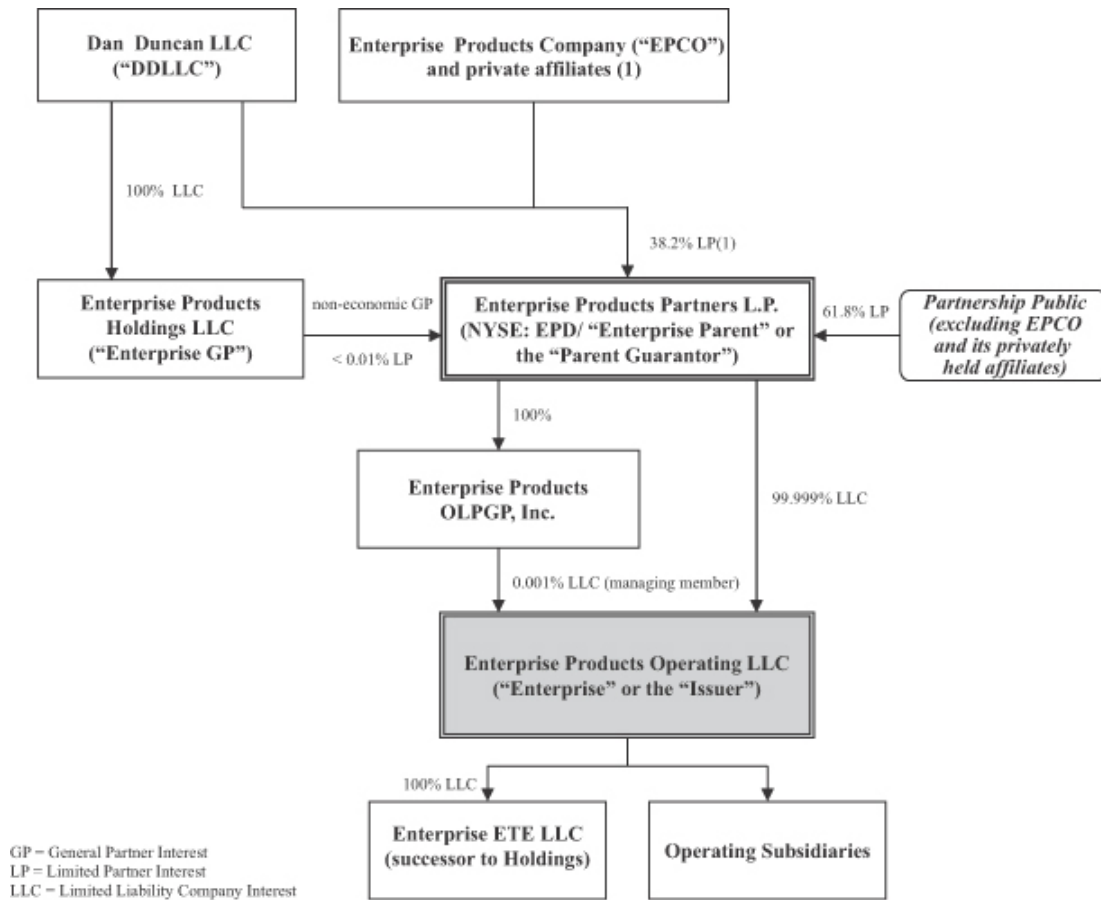 Dan Duncan LLC
(“DDLLC”)
Enterprise Products Company (“EPCO”)
and private affiliates (1)
100% LLC
38.2% LP(1)
Enterprise Products
Holdings LLC
(“Enterprise GP”)
non-economic GP
< 0.01% LP
Enterprise Products Partners L.P.
(NYSE: EPD/ “Enterprise Parent” or
the “Parent Guarantor”)
61.8% LP
Partnership Public
(excluding EPCO
and its privately
held affiliates)
100%
Enterprise Products
OLPGP, Inc.
99.999% LLC
0.001% LLC (managing member)
Enterprise Products Operating LLC
(“Enterprise” or the “Issuer”)
100% LLC
Enterprise ETE LLC
(successor to Holdings)
Operating Subsidiaries
GP = General Partner Interest
LP = Limited Partner Interest
LLC = Limited Liability Company Interest